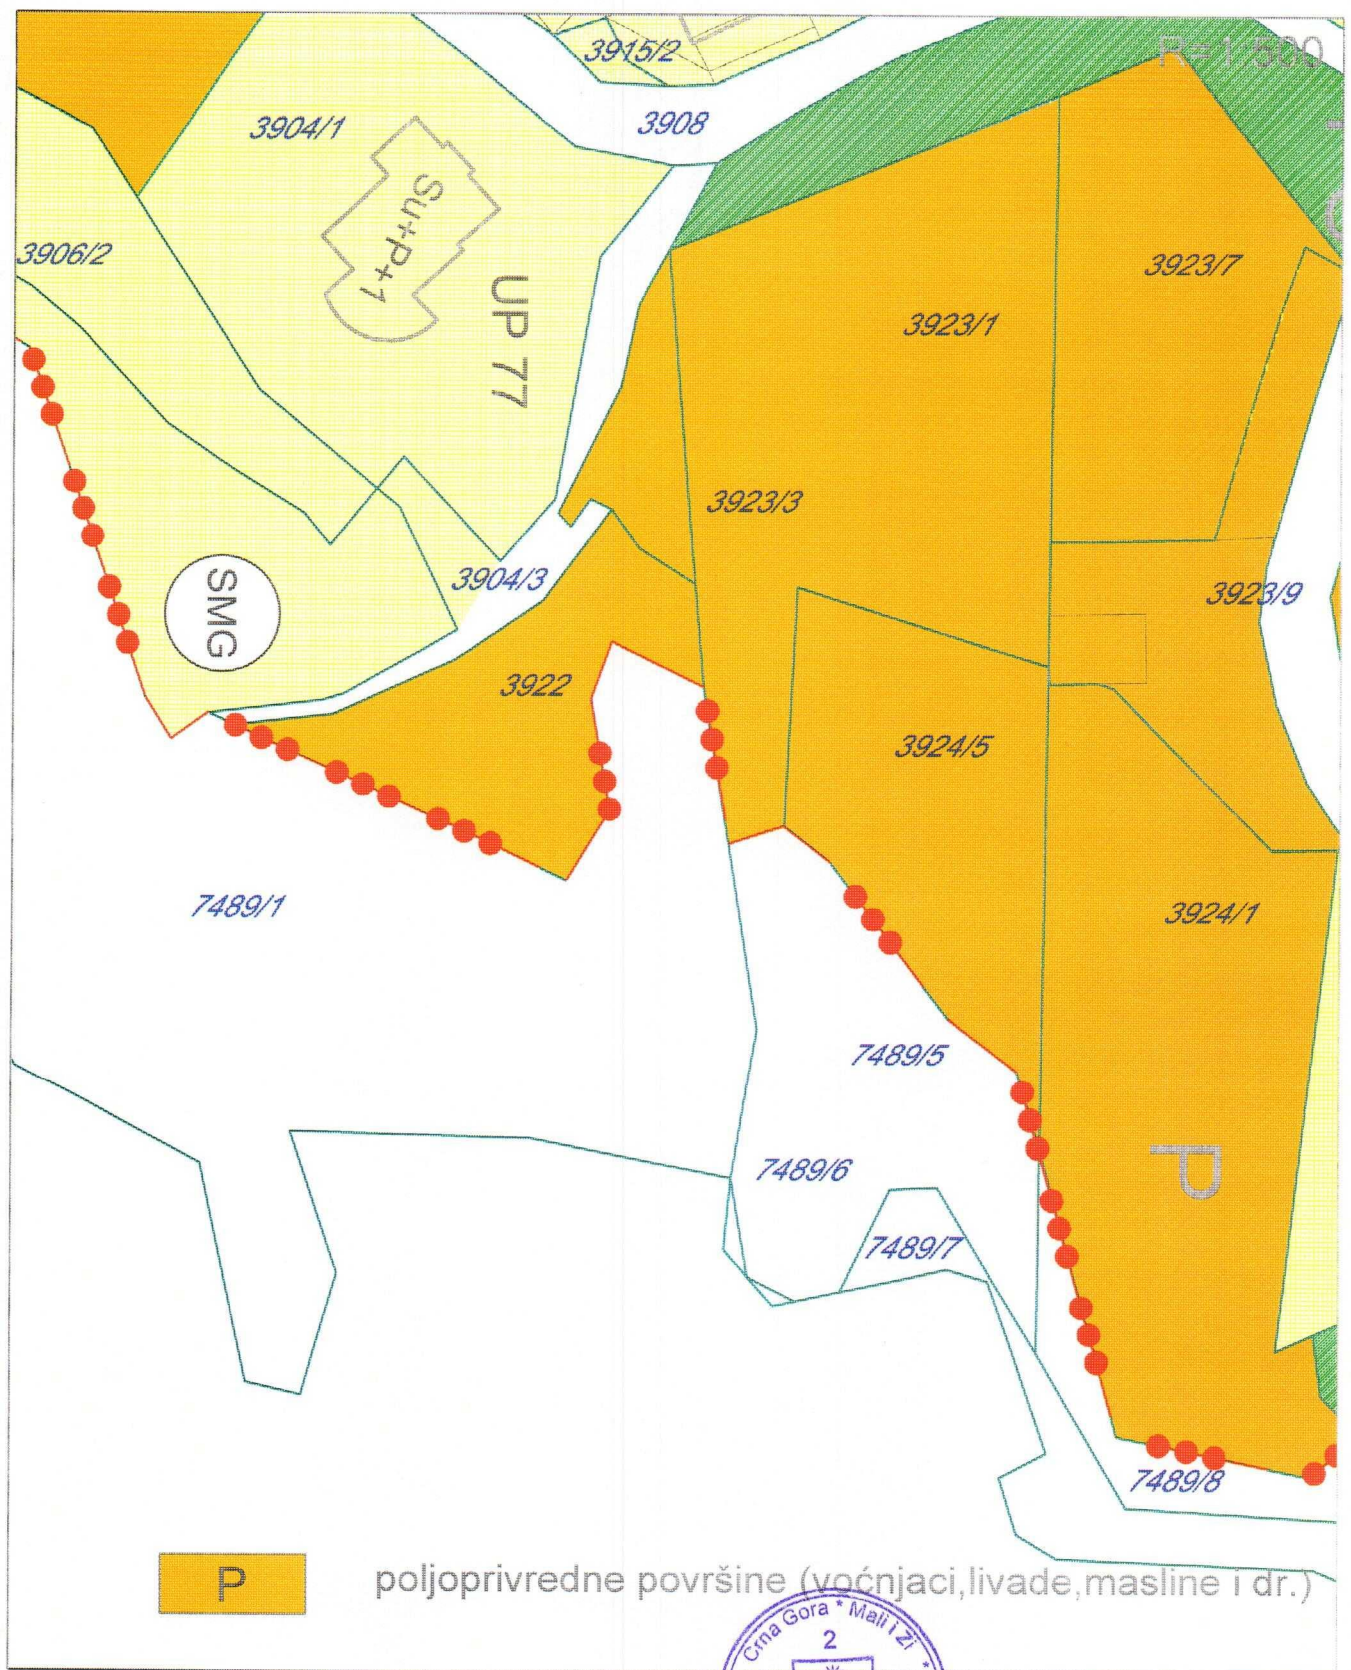 3915/2
R=1:500
3904/1
3908
Su+P+1
3906/2
3923/7
UP 77
3923/1
3923/3
3904/3
3923/9
SMG
3922
3924/5
7489/1
3924/1
7489/5
P
7489/6
7489/7
7489/8
P
poljoprivredne površine (voćnjaci,livade,masline i dr.)
Crna Gora * Mali i Zi
2